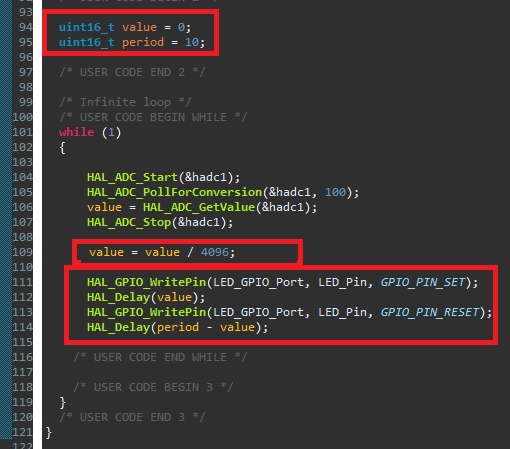 94 uint16_t value = 0;
95 uint16_t period = 10;
96
97 /* USER CODE END 2 */
98
99 /* Infinite loop */
100 /* USER CODE BEGIN WHILE */
101 while (1)
102 {
103
104 HAL_ADC_Start(&hadc1);
105 HAL_ADC_PollForConversion(&hadc1, 100);
106 value = HAL_ADC_GetValue(&hadc1);
107 HAL_ADC_Stop(&hadc1);
108
109 value = value / 4096;
110
111 HAL_GPIO_WritePin(LED_GPIO_Port, LED_Pin, GPIO_PIN_SET);
112 HAL_Delay(value);
113 HAL_GPIO_WritePin(LED_GPIO_Port, LED_Pin, GPIO_PIN_RESET);
114 HAL_Delay(period - value);
115
116 /* USER CODE END WHILE */
117
118 /* USER CODE BEGIN 3 */
119 }
120 /* USER CODE END 3 */
121 }
122